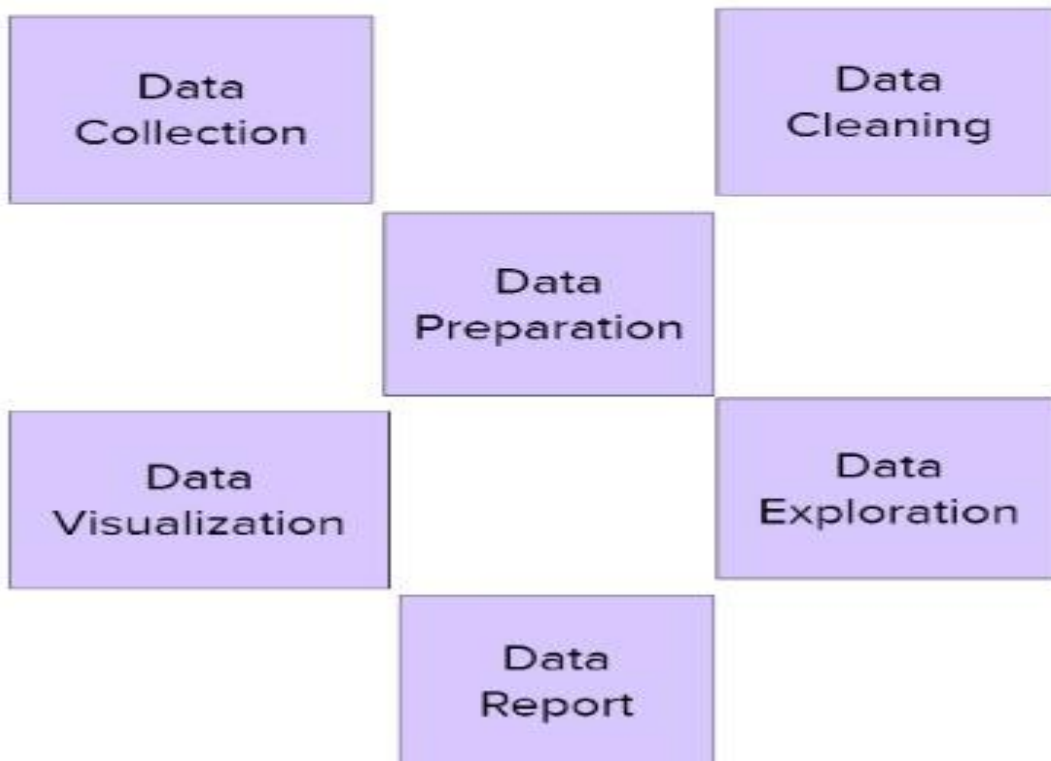 Data
Collection
Data
Cleaning
Data
Preparation
Data
Visualization
Data
Exploration
Data
Report